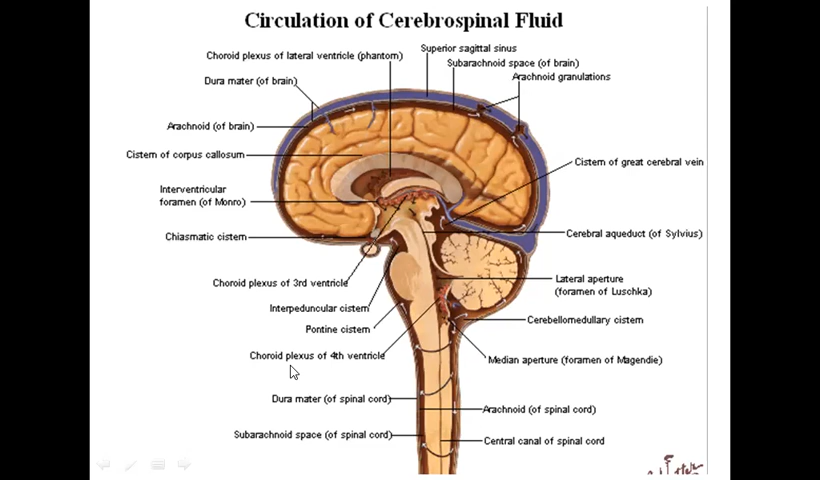 Circulation of Cerebrospinal Fluid
Choroid plexus of lateral ventricle (phantom)
Superior sagittal sinus
Subarachnoid space (of brain)
Arachnoid granulations
Dura mater (of brain)
Arachnoid (of brain)
Cistern of corpus callosum
Cistern of great cerebral vein
Interventricular
foramen (of Monro)
Chiasmatic cistern
Cerebral aqueduct (of Sylvius)
Choroid plexus of 3rd ventricle
Lateral aperture
(foramen of Luschka)
Interpeduncular cistern
Cerebellomedullary cistern
Pontine cistern
Choroid plexus of 4th ventricle
Median aperture (foramen of Magendie)
Dura mater (of spinal cord)
Arachnoid (of spinal cord)
Subarachnoid space (of spinal cord)
Central canal of spinal cord